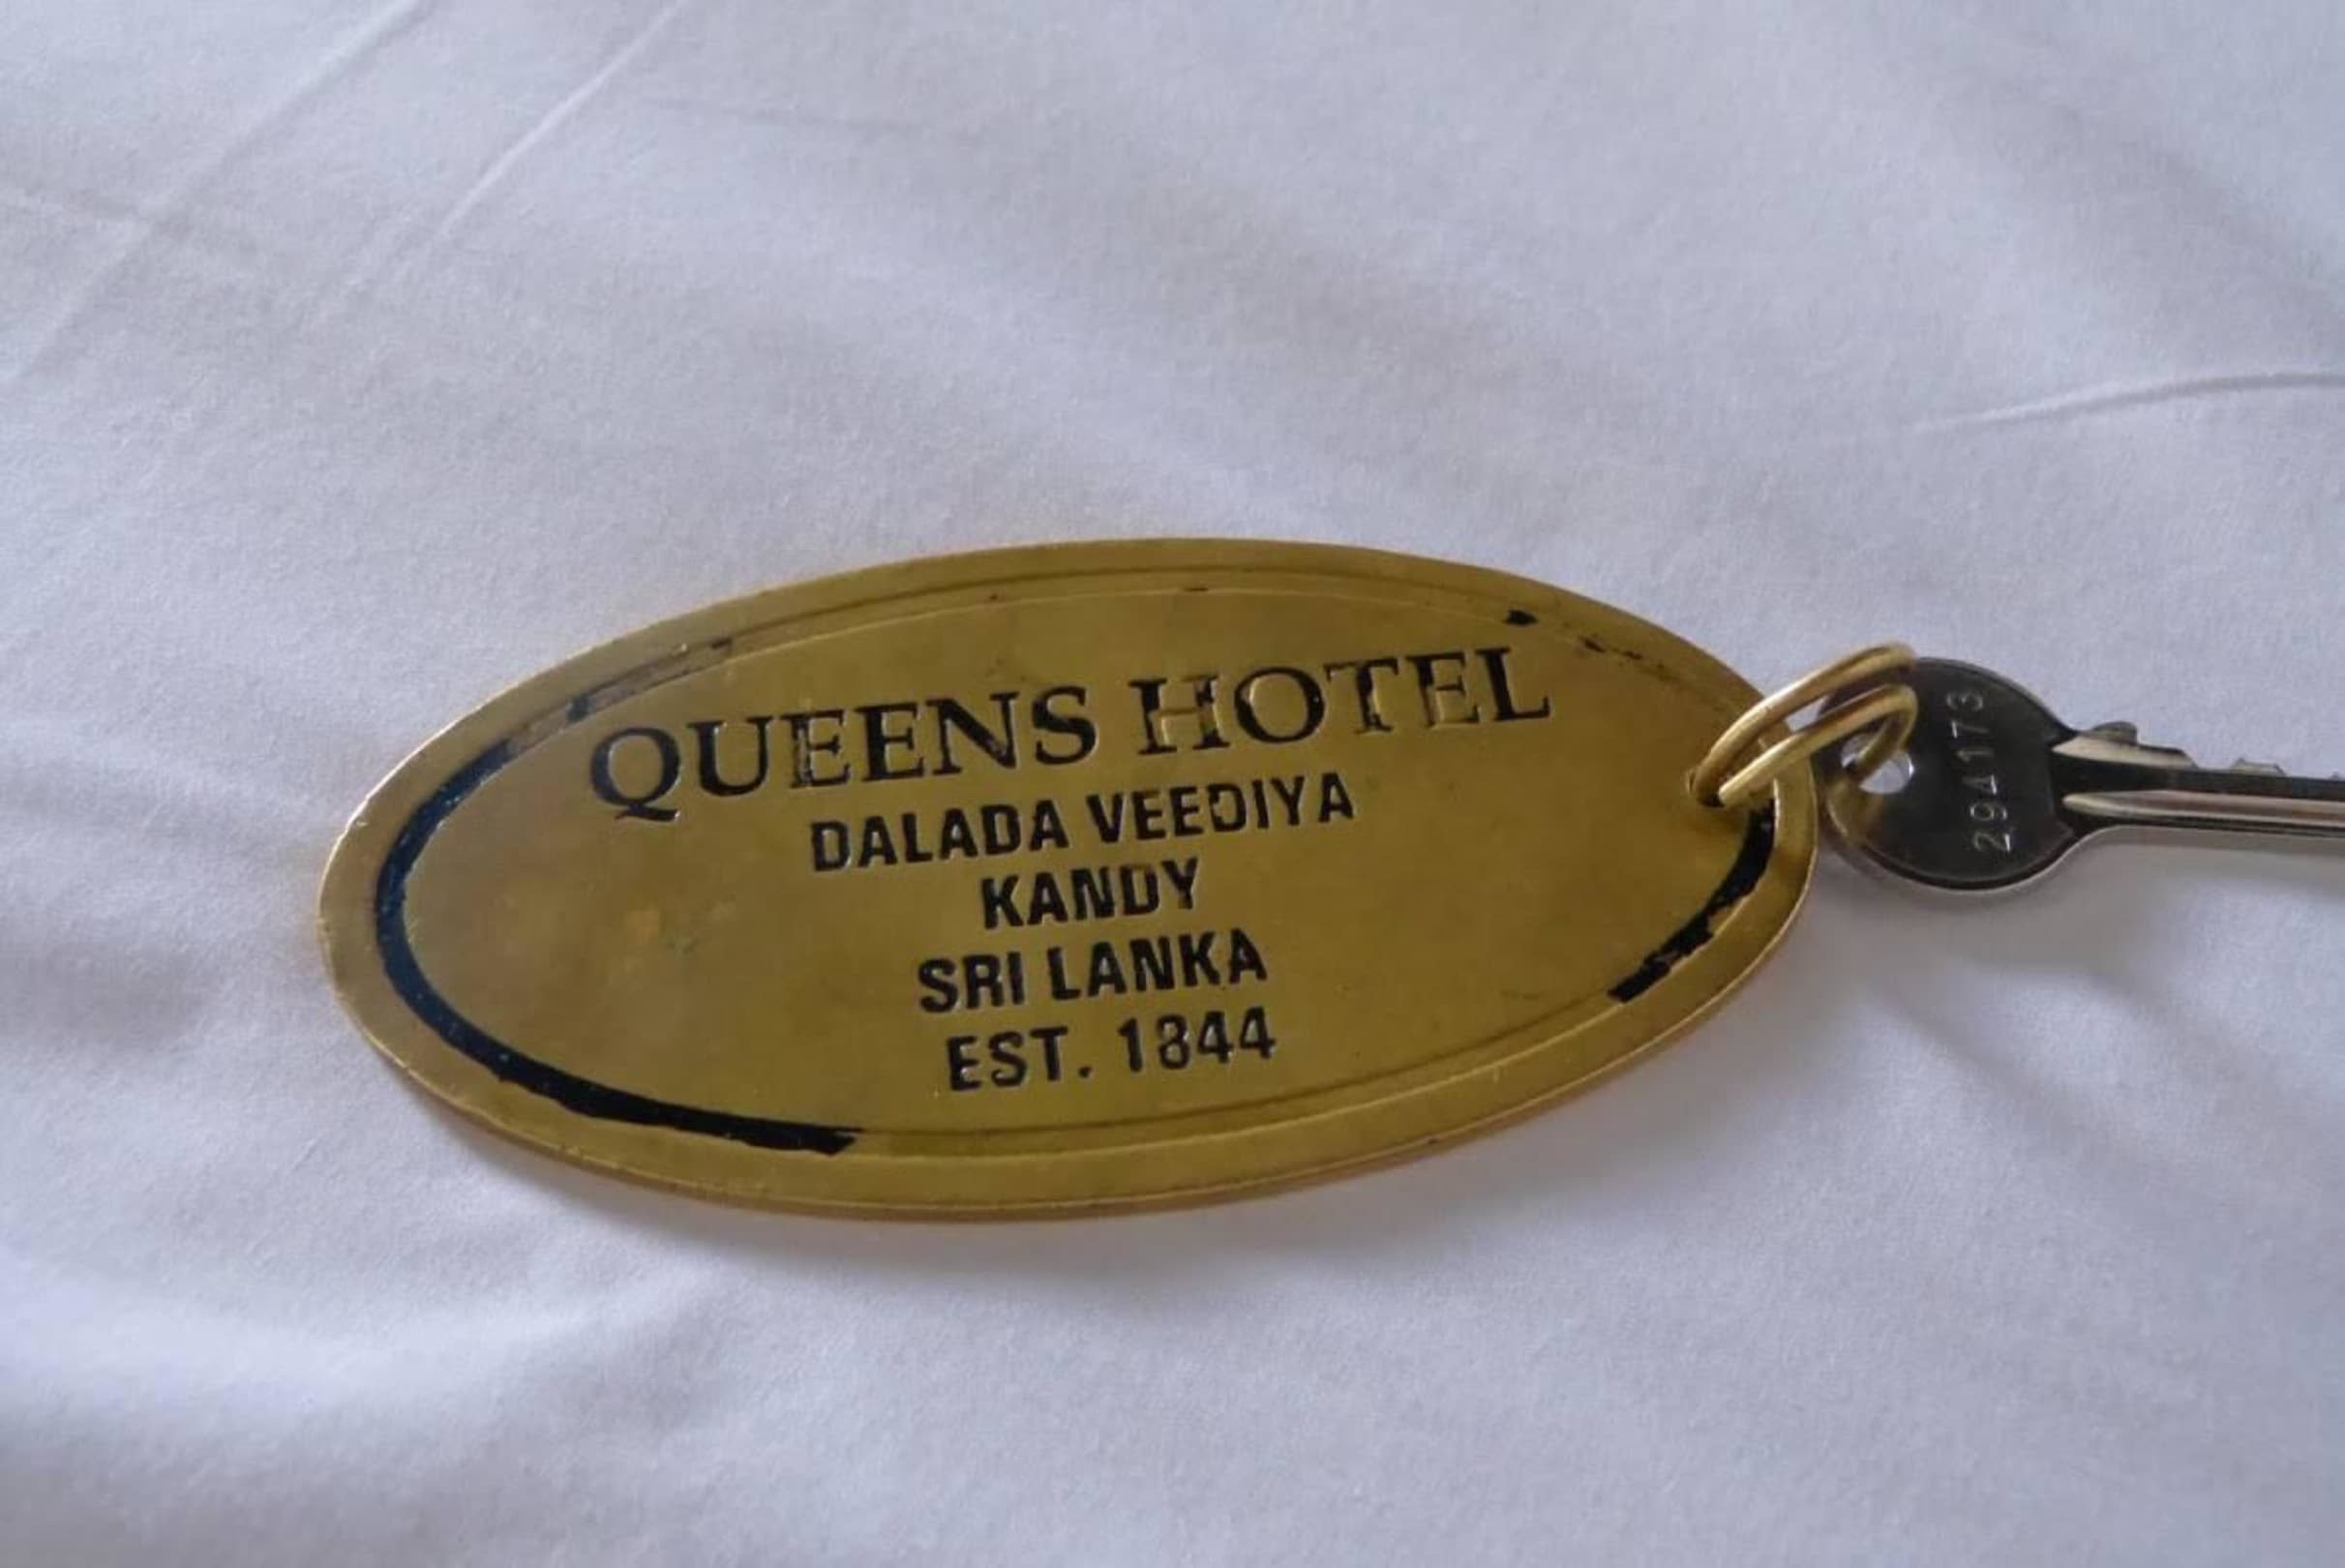 QUEENS HOTEL
DALADA VEEDIYA
KANDY
SRI LANKA
EST. 1844
294173